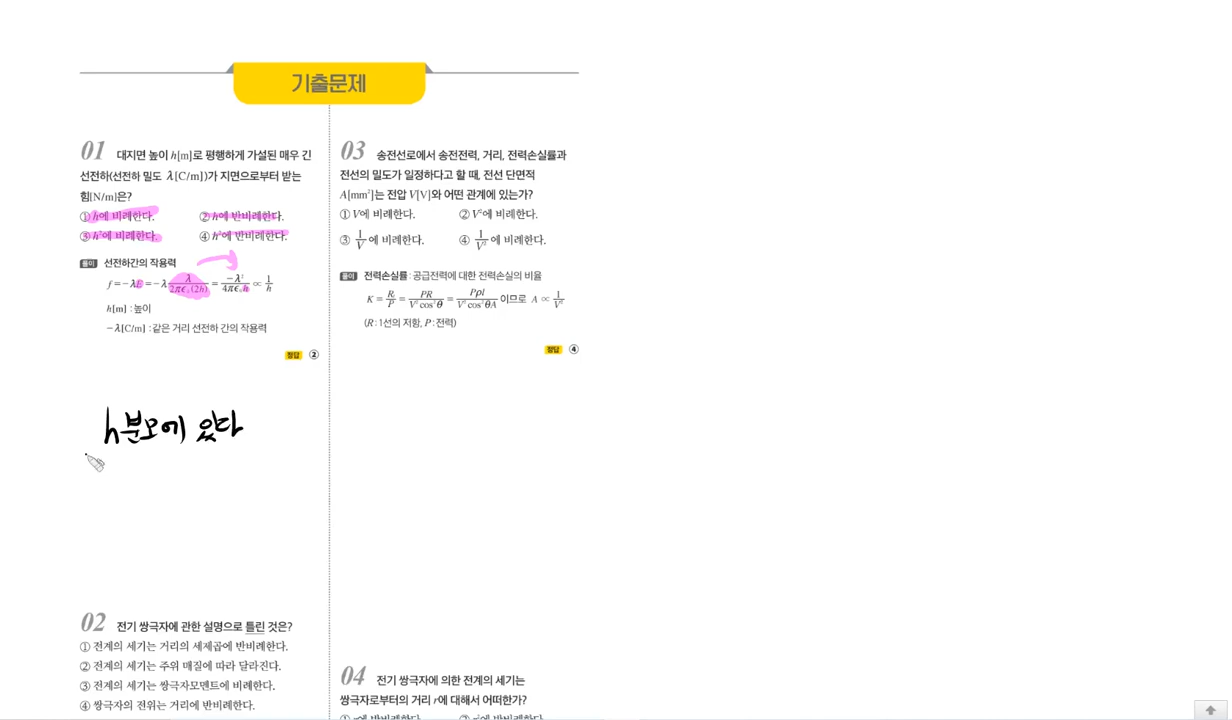 기출문제
01 대지면 높이 h[m]로 평행하게 가설된 매우 긴
선전하(선전하 밀도 λ[C/m])가 지면으로부터 받는
힘[N/m]은?
① h에 비례한다. ② h에 반비례한다.
③ h²에 비례한다. ④ h²에 반비례한다.
풀이 선전하간의 작용력
f=−λE=−λ λ/2πε₀(2h) = −λ²/4πε₀h ∝ 1/h
h[m] : 높이
−λ[C/m] : 같은 거리 선전하 간의 작용력
정답 ②
h분모에 있다
02 전기 쌍극자에 관한 설명으로 틀린 것은?
① 전계의 세기는 거리의 세제곱에 반비례한다.
② 전계의 세기는 주위 매질에 따라 달라진다.
③ 전계의 세기는 쌍극자모멘트에 비례한다.
④ 쌍극자의 전위는 거리에 반비례한다.
03 송전선로에서 송전전력, 거리, 전력손실률과
전선의 밀도가 일정하다고 할 때, 전선 단면적
A[mm²]는 전압 V[V]와 어떤 관계에 있는가?
① V에 비례한다. ② V²에 비례한다.
③ 1/V에 비례한다. ④ 1/V²에 비례한다.
풀이 전력손실률 : 공급전력에 대한 전력손실의 비율
K = Pₗ/P = PR/V²cos²θ = Pρl/V²cos²θA 이므로 A ∝ 1/V²
(R : 1선의 저항, P : 전력)
정답 ④
04 전기 쌍극자에 의한 전계의 세기는
쌍극자로부터의 거리 r에 대해서 어떠한가?